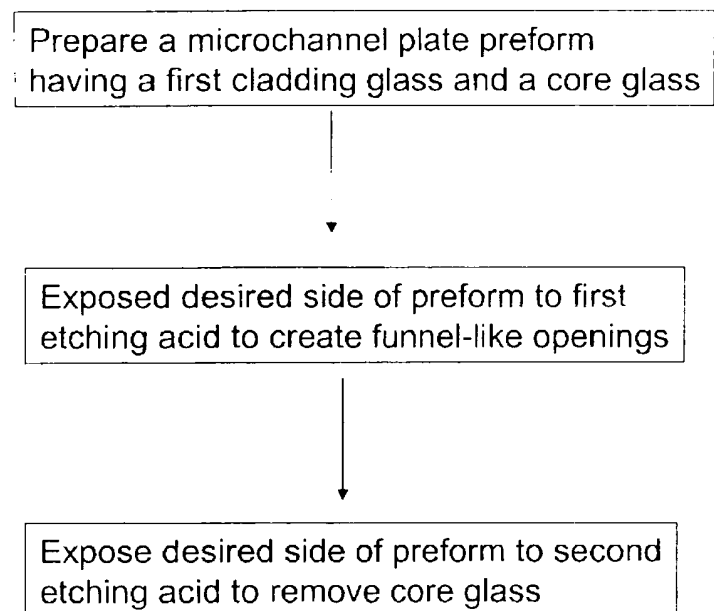 Prepare a microchannel plate preform
having a first cladding glass and a core glass
Exposed desired side of preform to first
etching acid to create funnel-like openings
Expose desired side of preform to second
etching acid to remove core glass